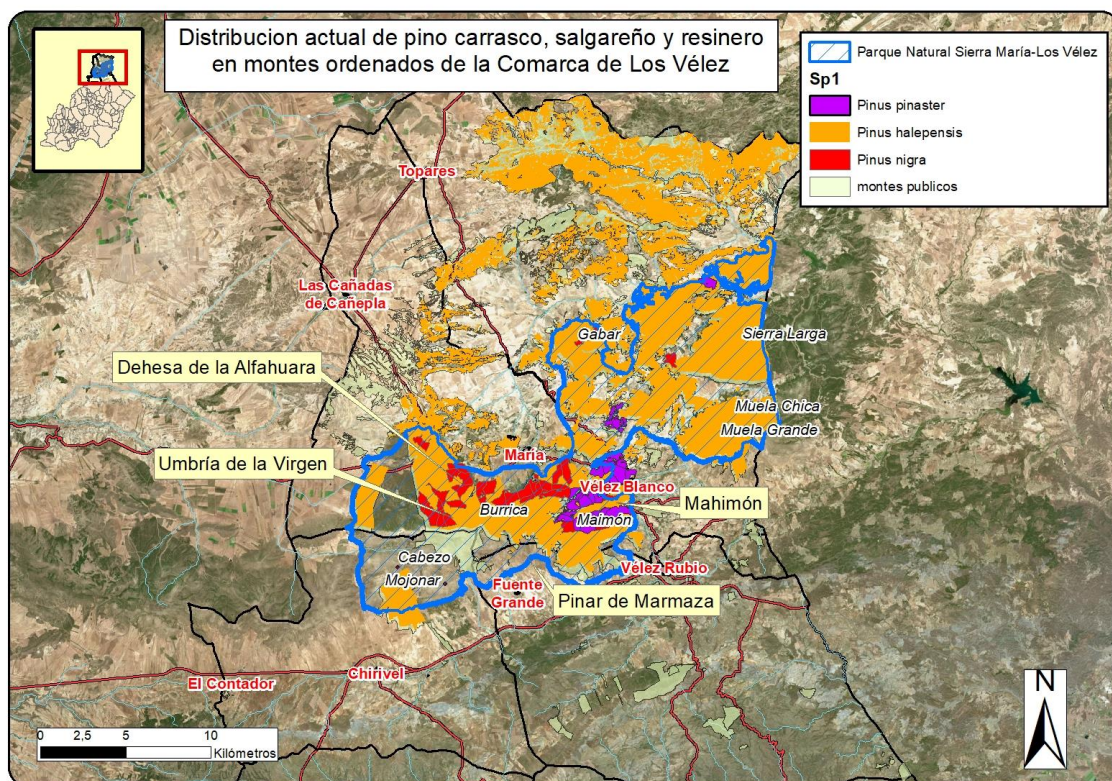 Distribucion actual de pino carrasco, salgareño y resinero
en montes ordenados de la Comarca de Los Vélez
Parque Natural Sierra María-Los Vélez
Sp1
Pinus pinaster
Pinus halepensis
Pinus nigra
montes publicos
Topares
Las Cañadas
de Cañepla
Gabar
Sierra Larga
Dehesa de la Alfahuara
Muela Chica
Muela Grande
María
Umbría de la Virgen
Vélez Blanco
Mahimón
Burrica
Maimón
Cabezo
Mojonar
Vélez Rubio
Fuente
Grande
Pinar de Marmaza
Chirivel
El Contador
N
0 2,5 5 10
Kilómetros